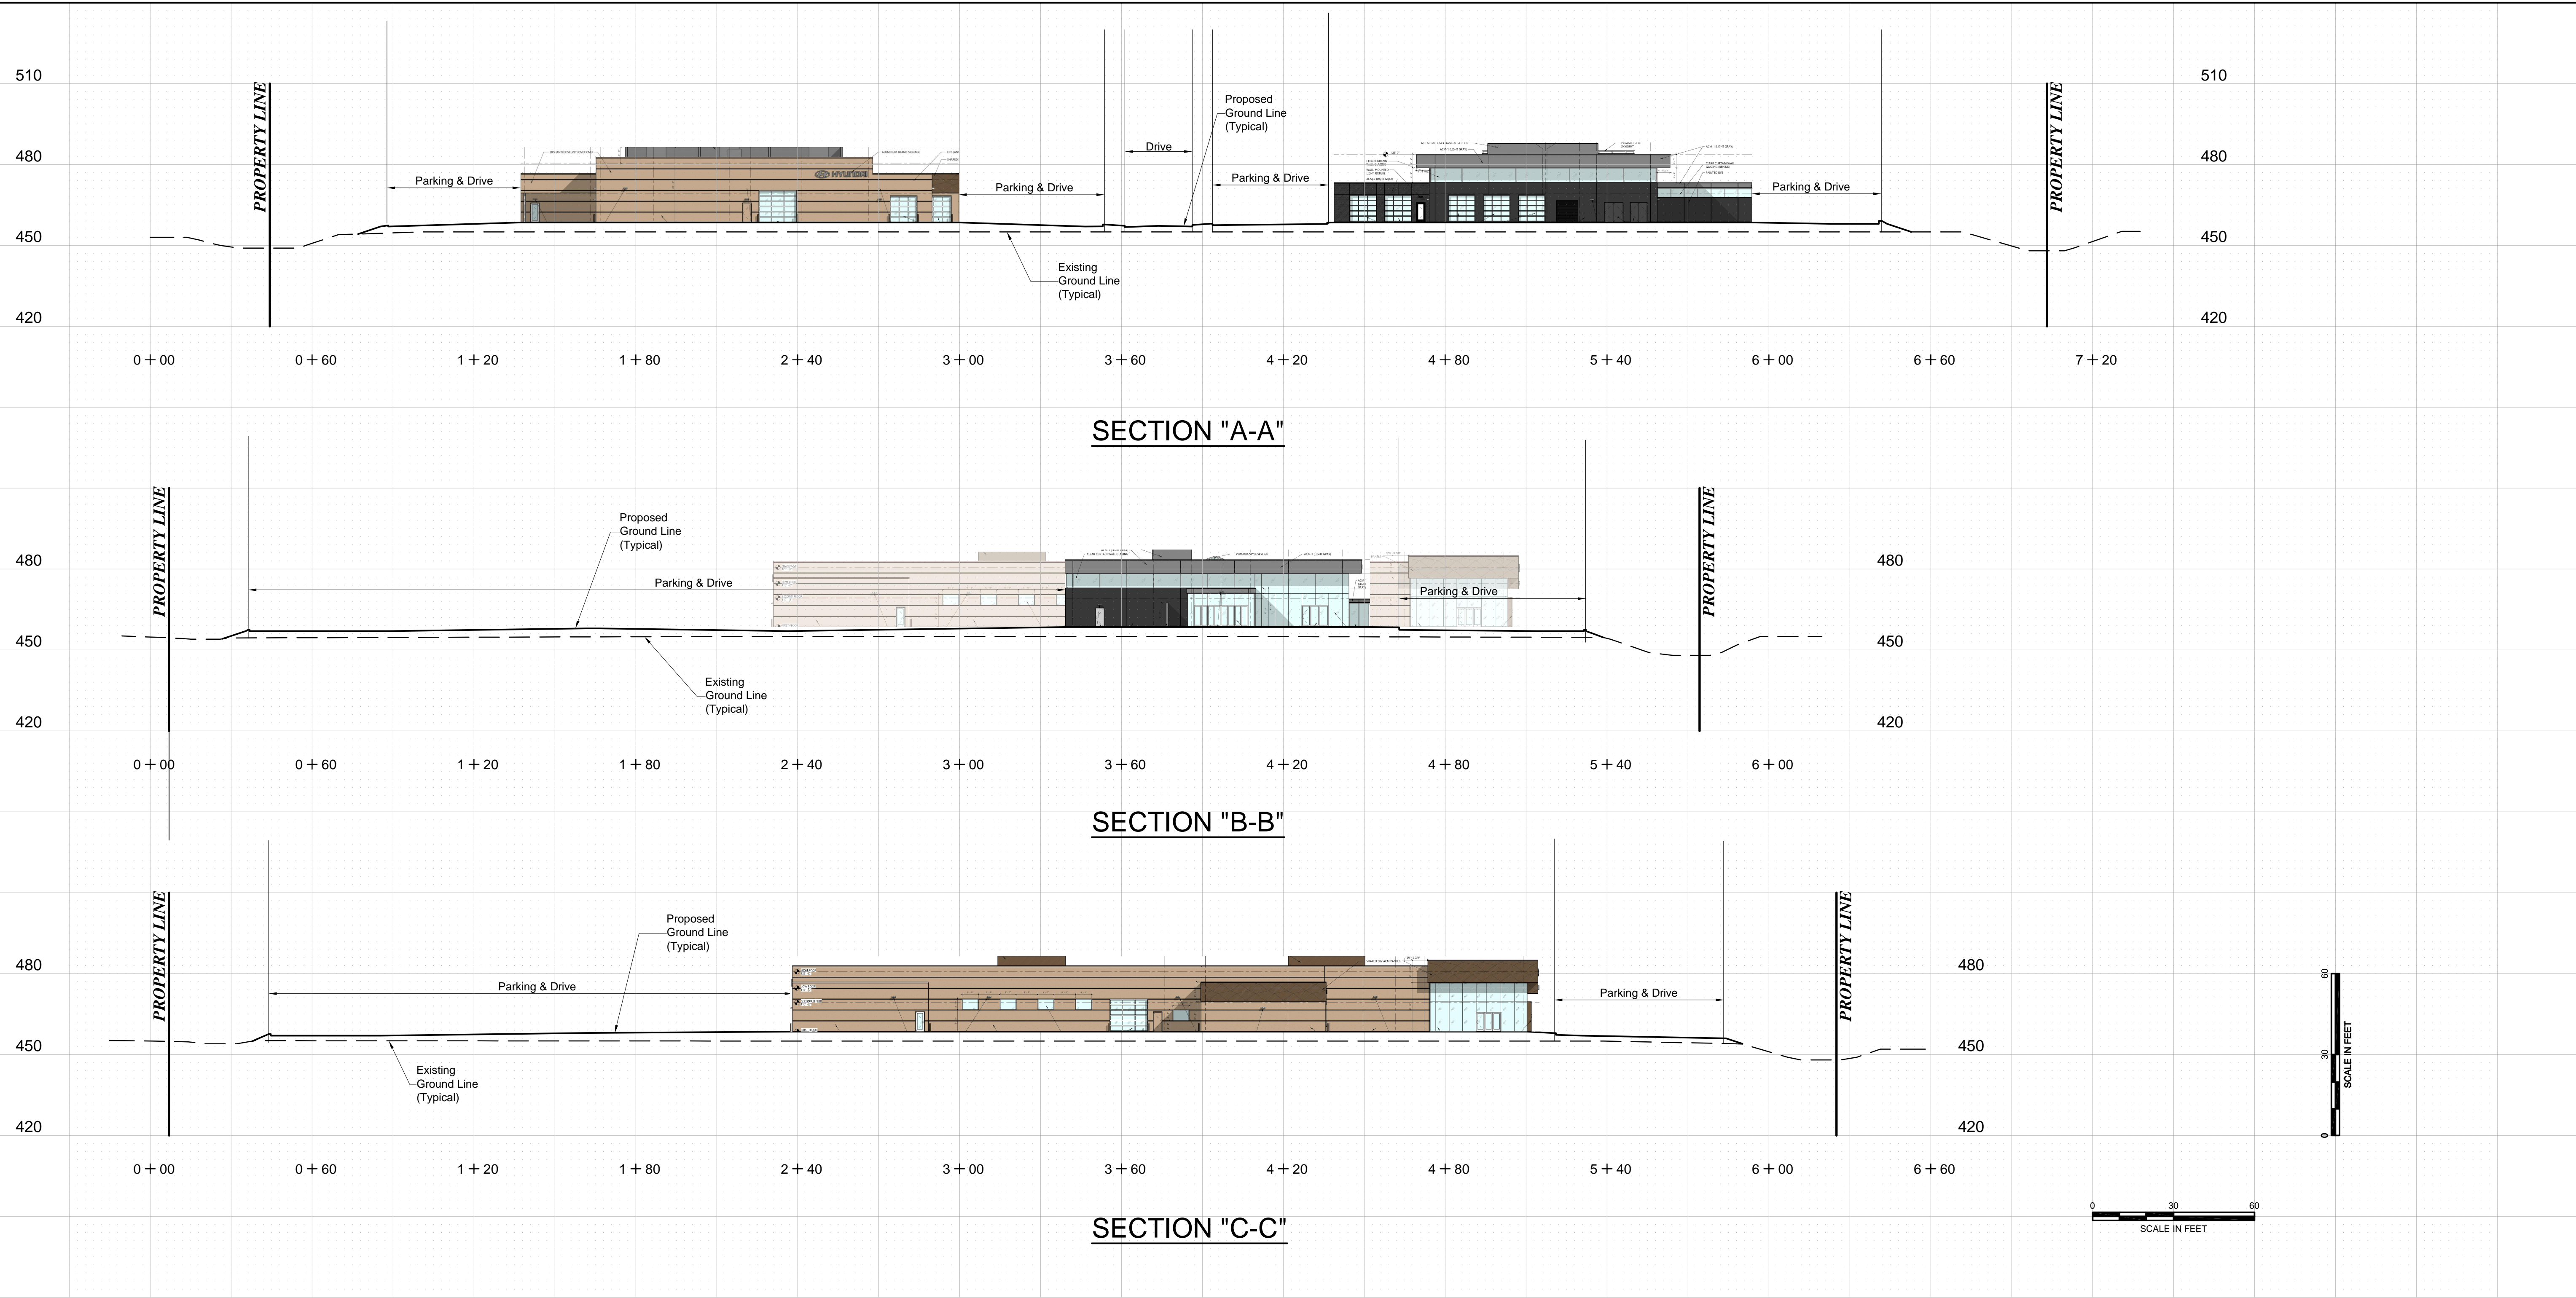 510
510
PROPERTY LINE
PROPERTY LINE
Proposed
Ground Line
(Typical)
Drive
480
480
HYUNDAI
Parking & Drive
Parking & Drive
Parking & Drive
Parking & Drive
450
450
Existing
Ground Line
(Typical)
420
420
0+00 0+60 1+20 1+80 2+40 3+00 3+60 4+20 4+80 5+40 6+00 6+60 7+20
SECTION "A-A"
PROPERTY LINE
PROPERTY LINE
Proposed
Ground Line
(Typical)
480
480
Parking & Drive
Parking & Drive
450
450
Existing
Ground Line
(Typical)
420
420
0+00 0+60 1+20 1+80 2+40 3+00 3+60 4+20 4+80 5+40 6+00
SECTION "B-B"
PROPERTY LINE
PROPERTY LINE
Proposed
Ground Line
(Typical)
480
480
Parking & Drive
Parking & Drive
450
450
Existing
Ground Line
(Typical)
420
420
0+00 0+60 1+20 1+80 2+40 3+00 3+60 4+20 4+80 5+40 6+00 6+60
SECTION "C-C"
0 30 60
SCALE IN FEET
0 30 60
SCALE IN FEET